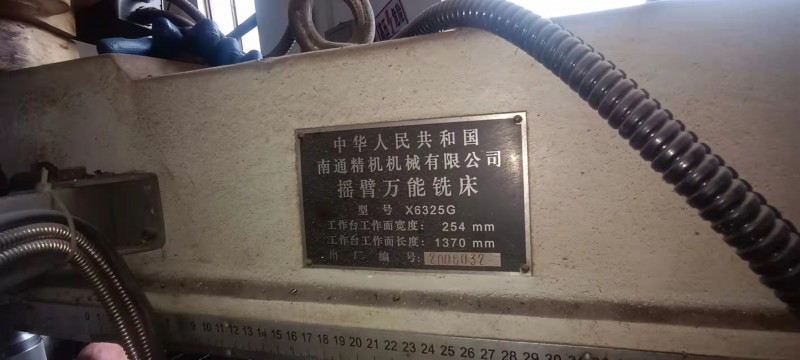 中华人民共和国
南通精机机械有限公司
摇臂万能铣床
型 号 X6325G
工作台工作面宽度: 254 mm
工作台工作面长度: 1370 mm
出厂编号: 2006032
9 10 11 12 13 14 15 16 17 18 19 20 21 22 23 24 25 26 27 28 29 30